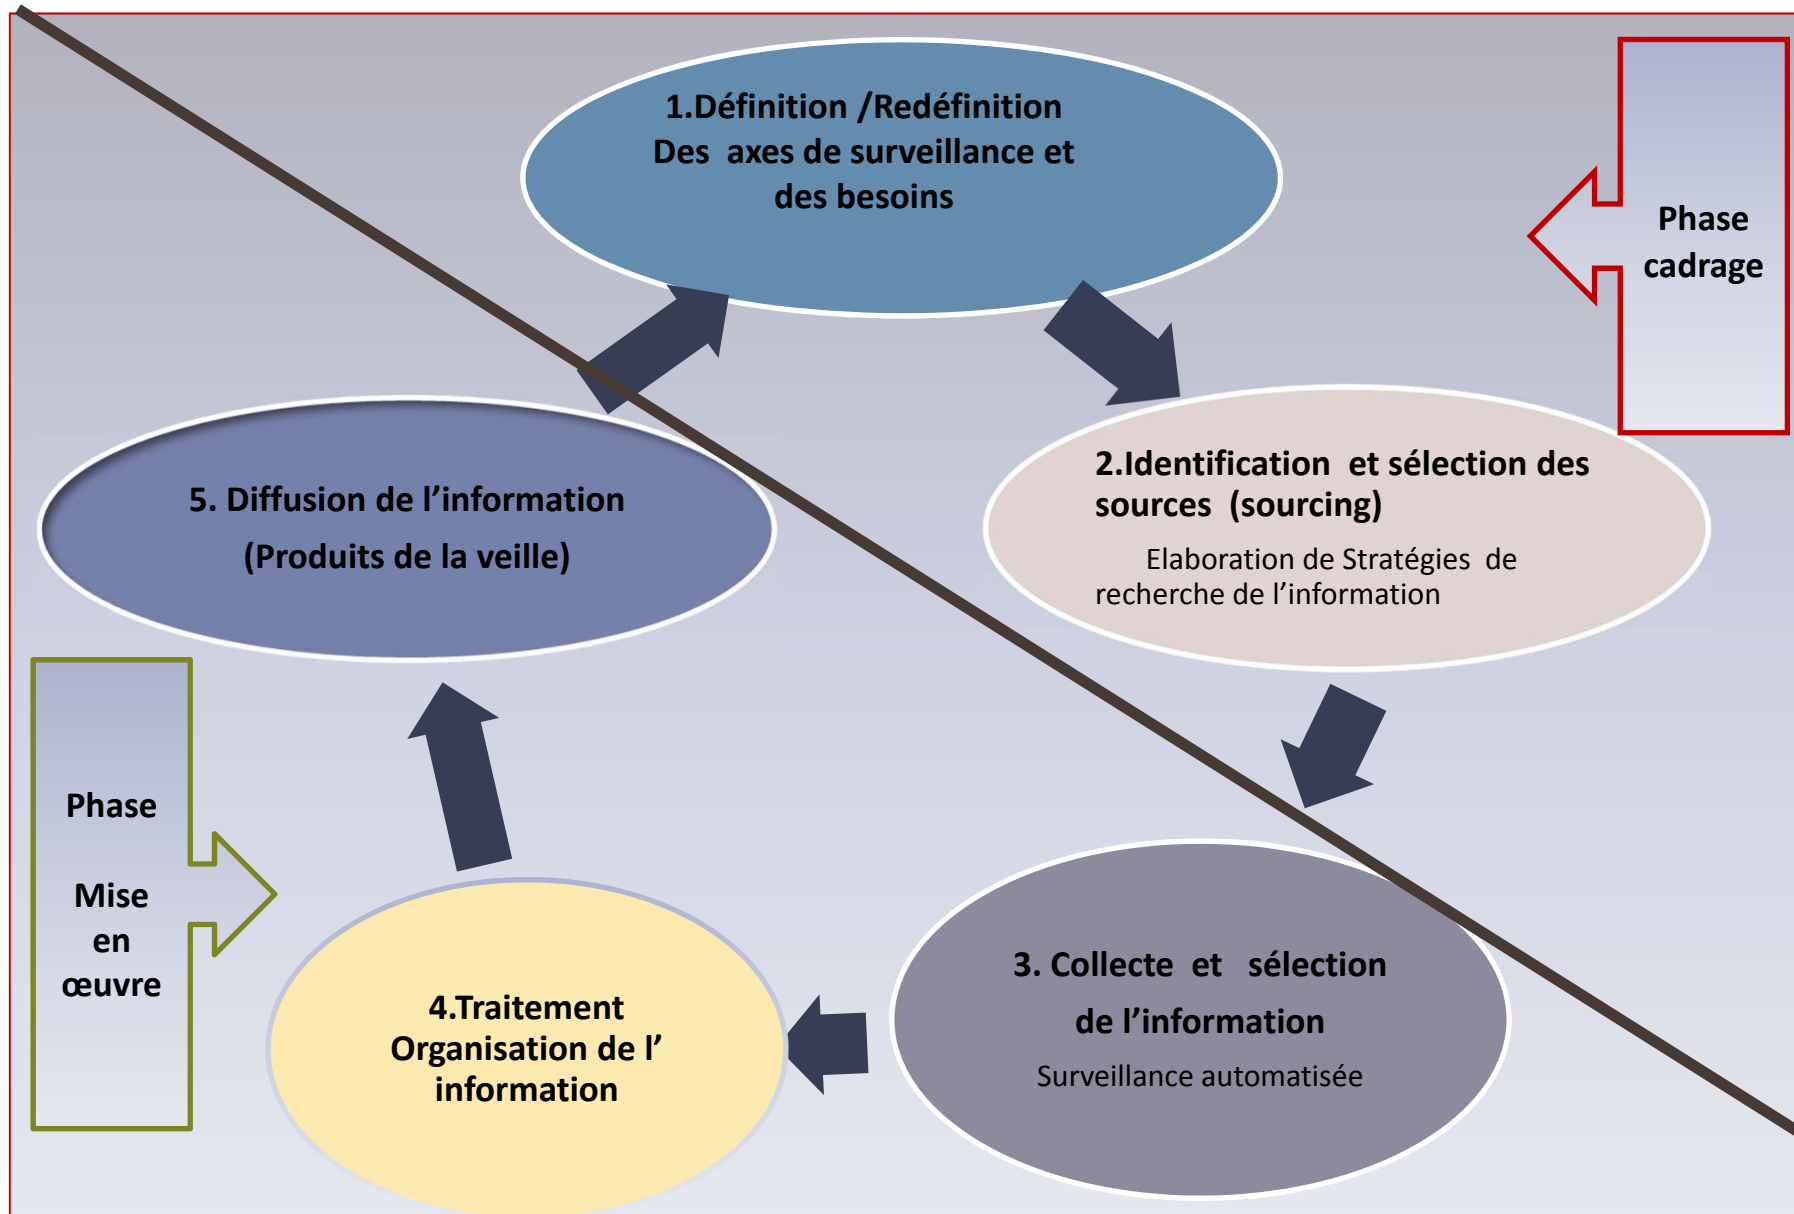 1.Définition /Redéfinition
Des axes de surveillance et
des besoins
Phase
cadrage
2.Identification et sélection des
sources (sourcing)
Elaboration de Stratégies de
recherche de l’information
3. Collecte et sélection
de l’information
Surveillance automatisée
4.Traitement
Organisation de l’
information
5. Diffusion de l’information
(Produits de la veille)
Phase
Mise
en
œuvre